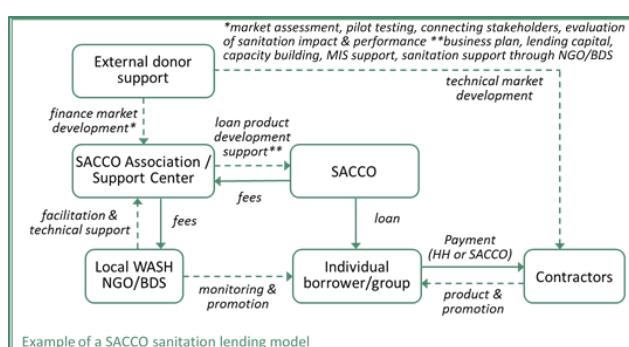 *market assessment, pilot testing, connecting stakeholders, evaluation
of sanitation impact & performance **business plan, lending capital,
capacity building, MIS support, sanitation support through NGO/BDS
External donor
support
technical market
development
finance market
development*
loan product
development
support**
SACCO Association /
Support Center
SACCO
fees
facilitation &
technical support
fees
loan
Local WASH
NGO/BDS
monitoring &
promotion
Individual
borrower/group
Payment
(HH or SACCO)
Contractors
product &
promotion
Example of a SACCO sanitation lending model